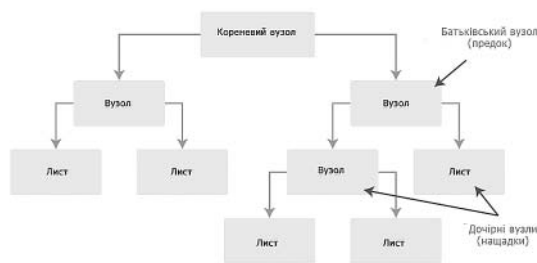 Кореневий вузол
Батьківський вузол
(предок)
Вузол
Вузол
Лист
Лист
Вузол
Лист
Лист
Лист
Дочірні вузли
(нащадки)